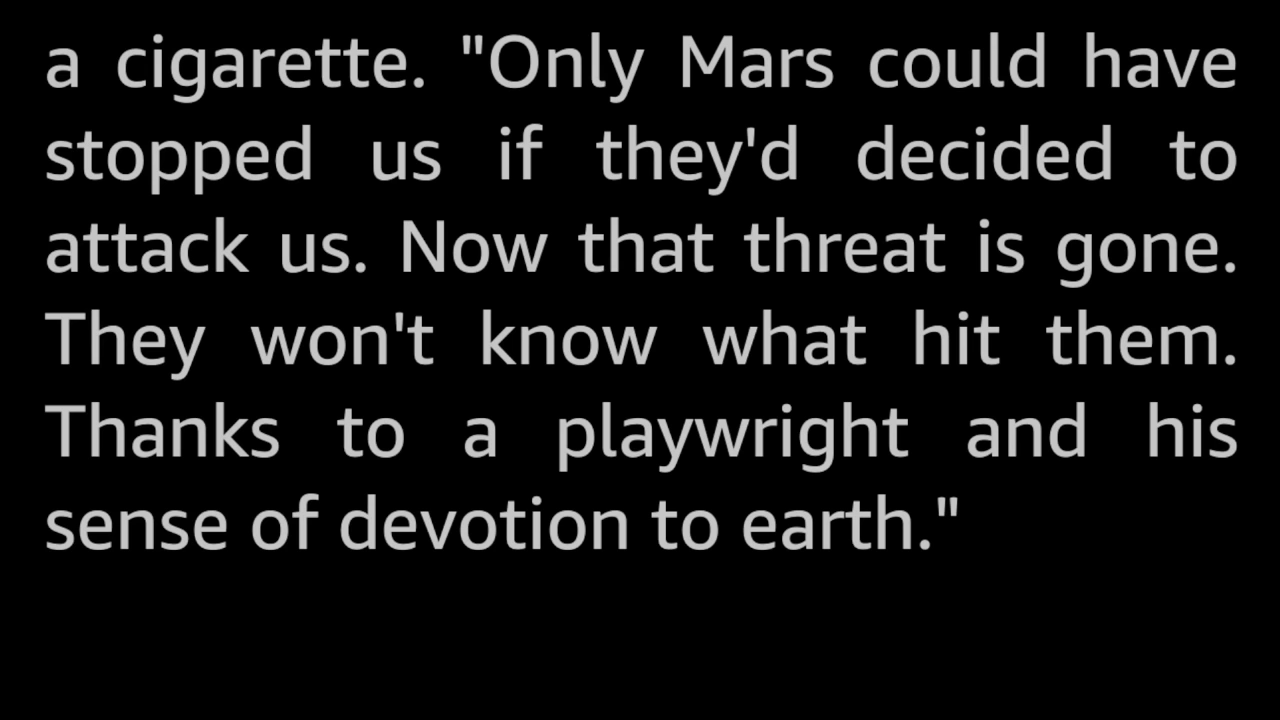 a cigarette. "Only Mars could have
stopped us if they'd decided to
attack us. Now that threat is gone.
They won't know what hit them.
Thanks to a playwright and his
sense of devotion to earth."